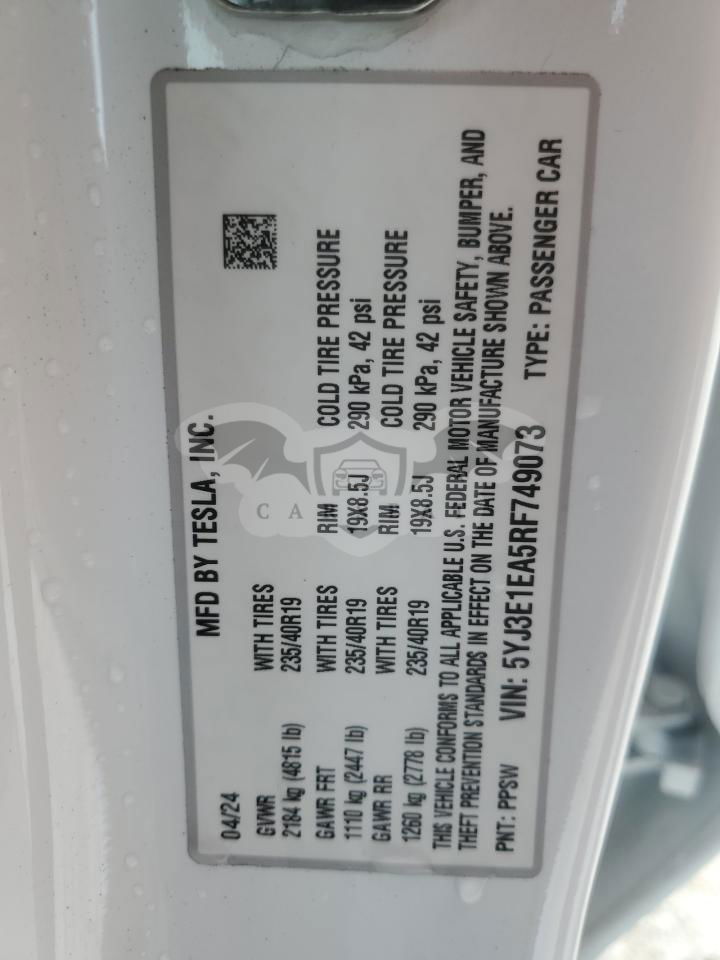 MFD BY TESLA, INC.
04/24
GVWR WITH TIRES
2184 kg (4815 lb) 235/40R19
GAWR FRT WITH TIRES RIM COLD TIRE PRESSURE
1110 kg (2447 lb) 235/40R19 19X8.5J 290 kPa, 42 psi
GAWR RR WITH TIRES RIM COLD TIRE PRESSURE
1260 kg (2778 lb) 235/40R19 19X8.5J 290 kPa, 42 psi
THIS VEHICLE CONFORMS TO ALL APPLICABLE U.S. FEDERAL MOTOR VEHICLE SAFETY, BUMPER, AND
THEFT PREVENTION STANDARDS IN EFFECT ON THE DATE OF MANUFACTURE SHOWN ABOVE.
PNT: PPSW VIN: 5YJ3E1EA5RF749073 TYPE: PASSENGER CAR